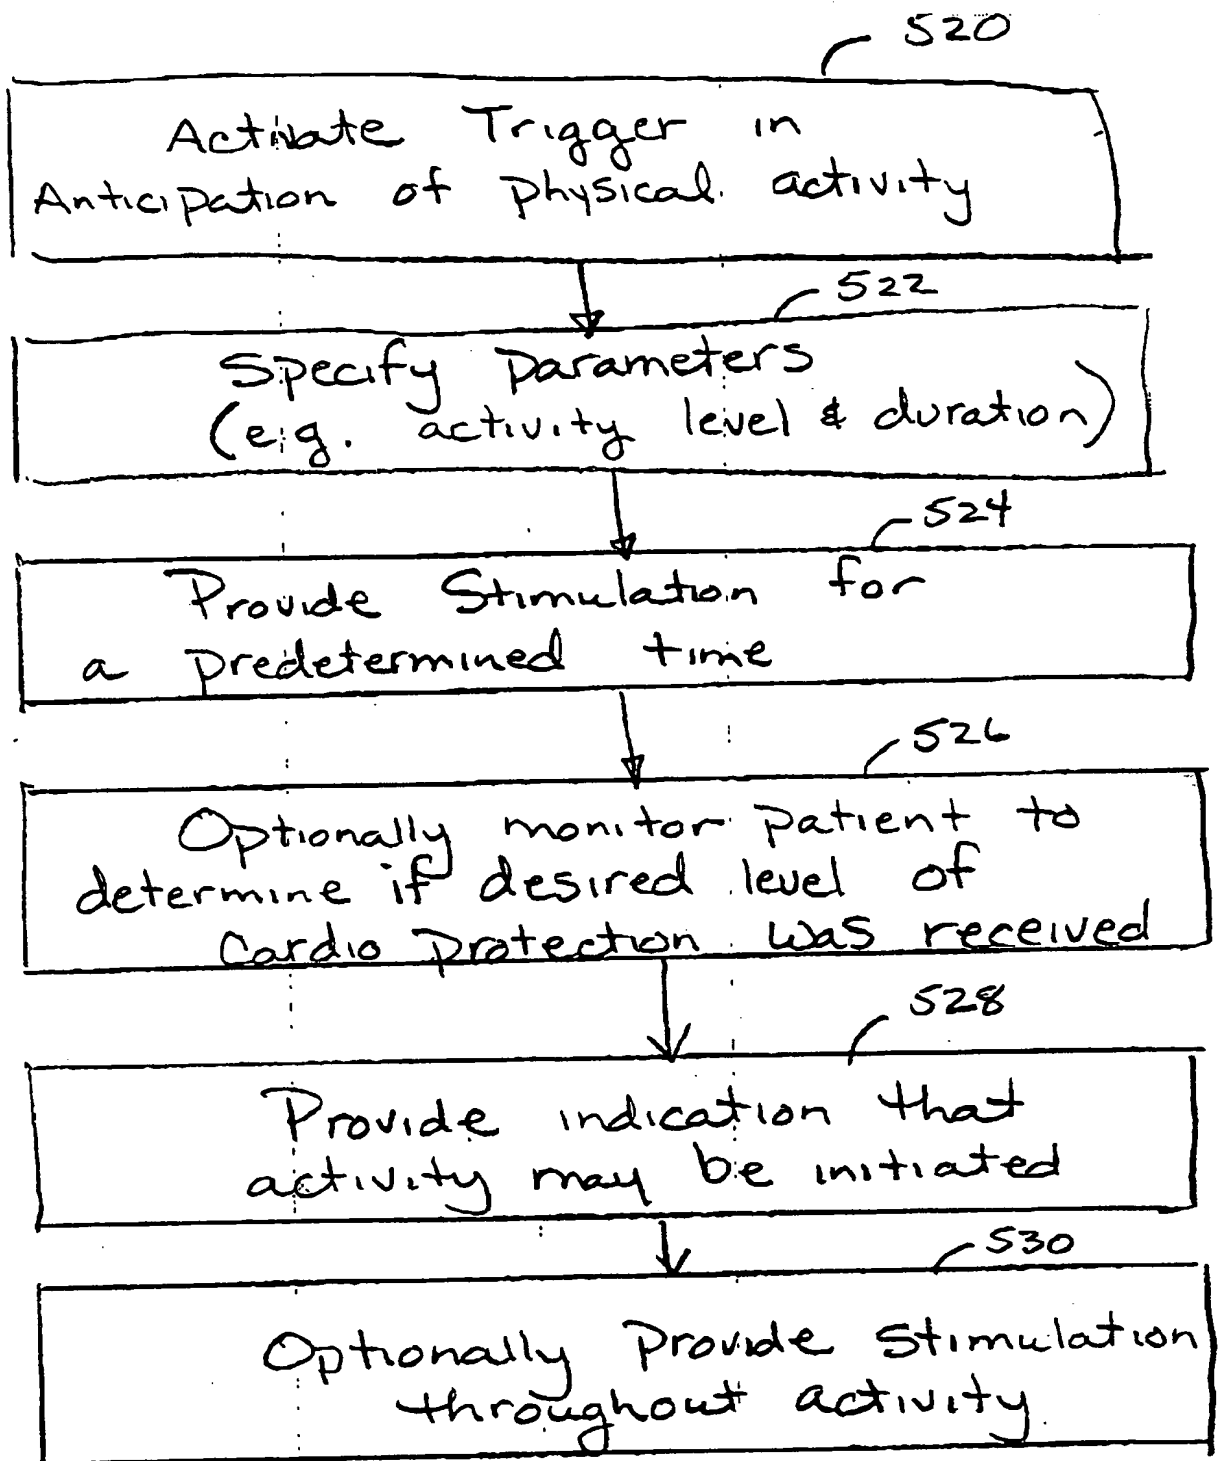 520
Activate Trigger in
Anticipation of physical activity
522
Specify Parameters
(e.g. activity level & duration)
524
Provide Stimulation for
a predetermined time
526
Optionally monitor patient to
determine if desired level of
Cardio Protection was received
528
Provide indication that
activity may be initiated
530
Optionally Provide Stimulation
throughout activity